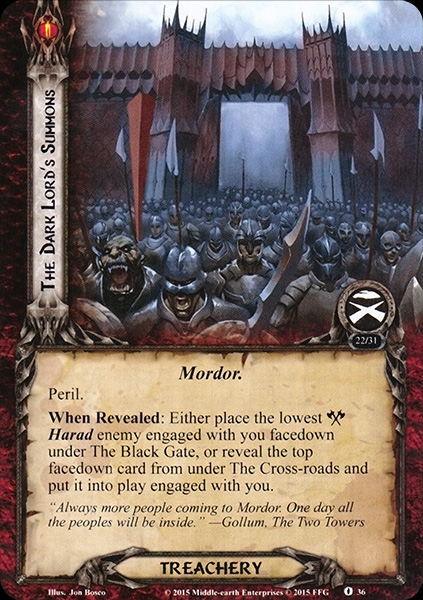 THE DARK LORD'S SUMMONS
22/31
Mordor.
Peril.
When Revealed: Either place the lowest
Harad enemy engaged with you facedown
under The Black Gate, or reveal the top
facedown card from under The Cross-roads and
put it into play engaged with you.
"Always more people coming to Mordor. One day all
the peoples will be inside." —Gollum, The Two Towers
TREACHERY
Illus. Jon Bosco
© 2015 Middle-earth Enterprises © 2015 FFG
36